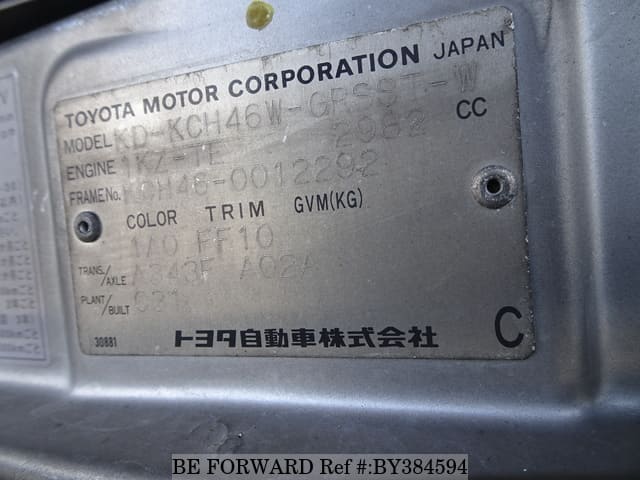 TOYOTA MOTOR CORPORATION JAPAN
MODEL KD-KCH46W-GPSST-W
ENGINE 1KZ-TE 2982 CC
FRAME No. KCH46-0012292
COLOR TRIM GVM(KG)
1A0 FF10
TRANS./AXLE A343F A02A
PLANT/BUILT
30881
トヨタ自動車株式会社 C
BE FORWARD Ref #:BY384594